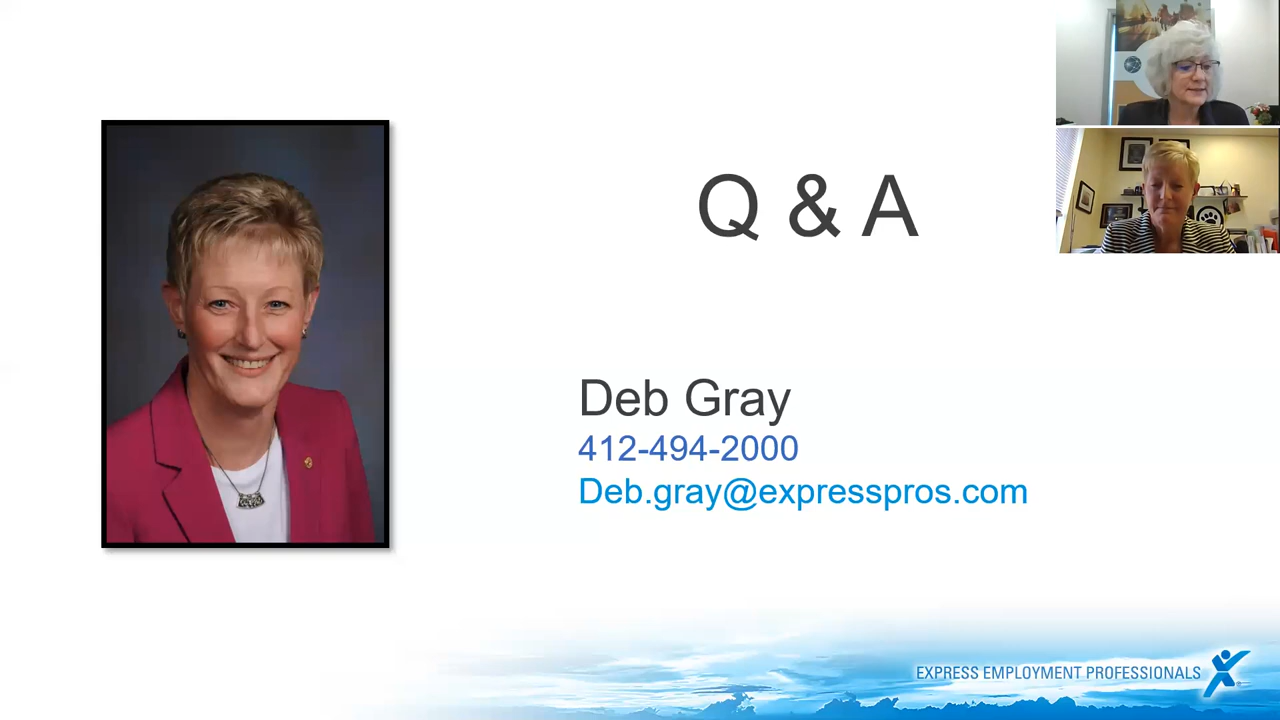 Q & A
Deb Gray
412-494-2000
Deb.gray@expresspros.com
EXPRESS EMPLOYMENT PROFESSIONALS